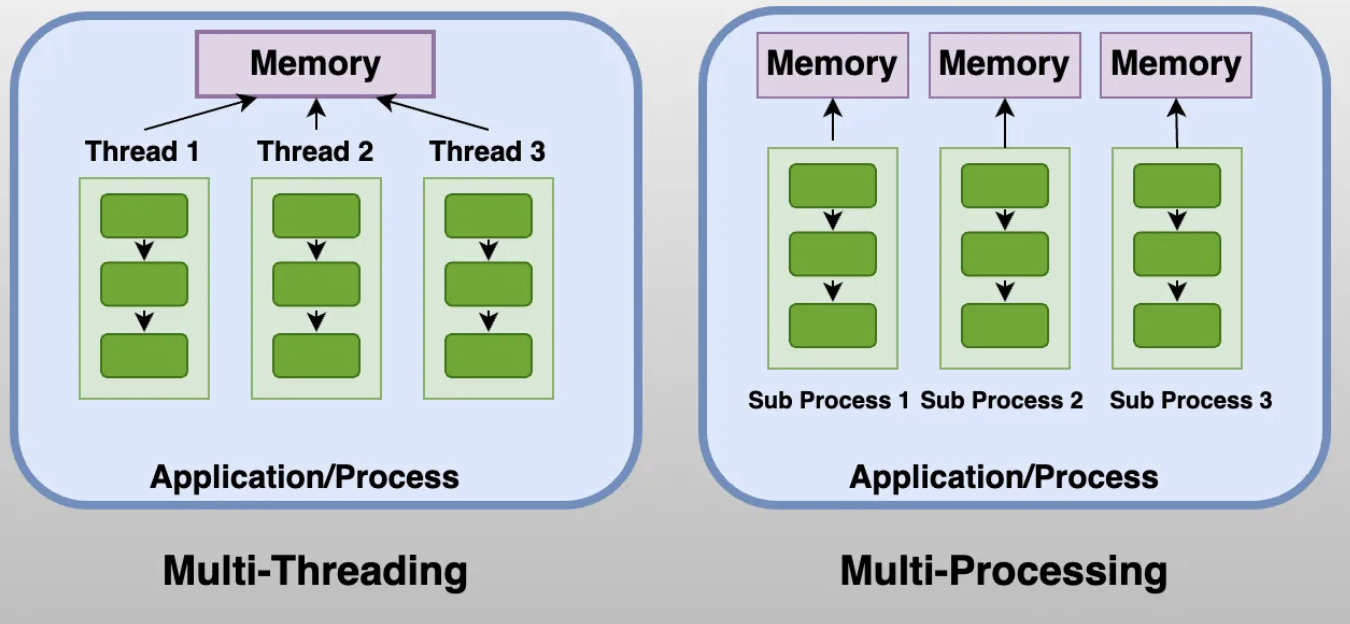 Memory
Thread 1 Thread 2 Thread 3
Application/Process
Multi-Threading
Memory Memory Memory
Sub Process 1 Sub Process 2 Sub Process 3
Application/Process
Multi-Processing